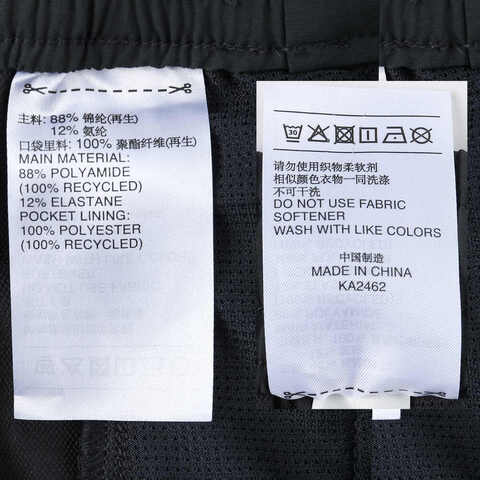 主料: 88% 锦纶(再生)
12% 氨纶
口袋里料: 100% 聚酯纤维(再生)
MAIN MATERIAL:
88% POLYAMIDE
(100% RECYCLED)
12% ELASTANE
POCKET LINING:
100% POLYESTER
(100% RECYCLED)
30
请勿使用织物柔软剂
相似颜色衣物一同洗涤
不可干洗
DO NOT USE FABRIC
SOFTENER
WASH WITH LIKE COLORS
中国制造
MADE IN CHINA
KA2462